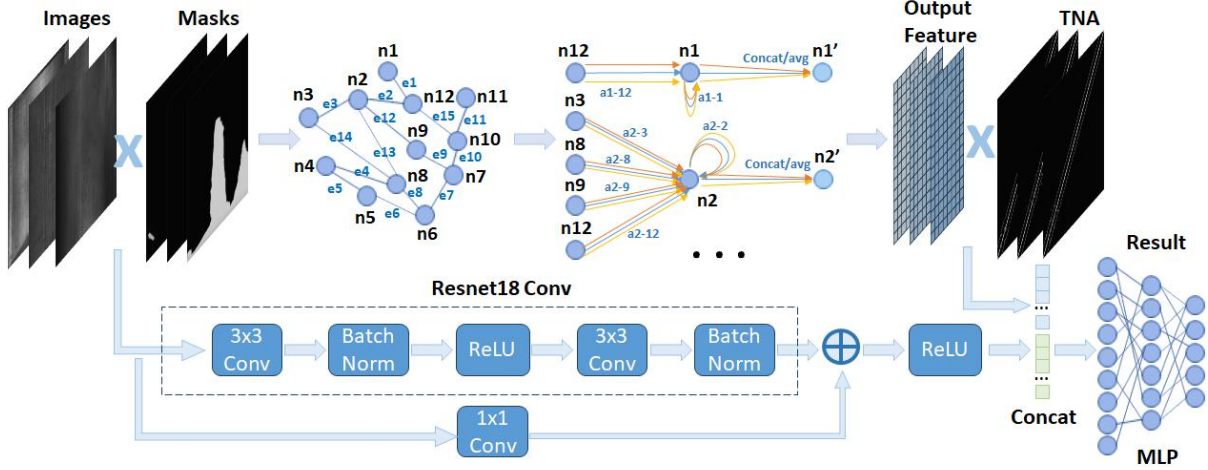 Images
Masks
X
n1
n2
n3
n12
n11
n9
n10
n4
n8
n7
n5
n6
e1
e2
e3
e12
e15
e11
e14
e13
e9
e10
e4
e5
e8
e7
e6
n12
n1
n1’
Concat/avg
a1-12
a1-1
n3
a2-3
a2-2
n8
a2-8
Concat/avg
n2'
n9
a2-9
n2
n12
a2-12
• • •
Output
Feature
X
TNA
Resnet18 Conv
3x3
Conv
Batch
Norm
ReLU
3x3
Conv
Batch
Norm
ReLU
1x1
Conv
...
...
Concat
Result
MLP